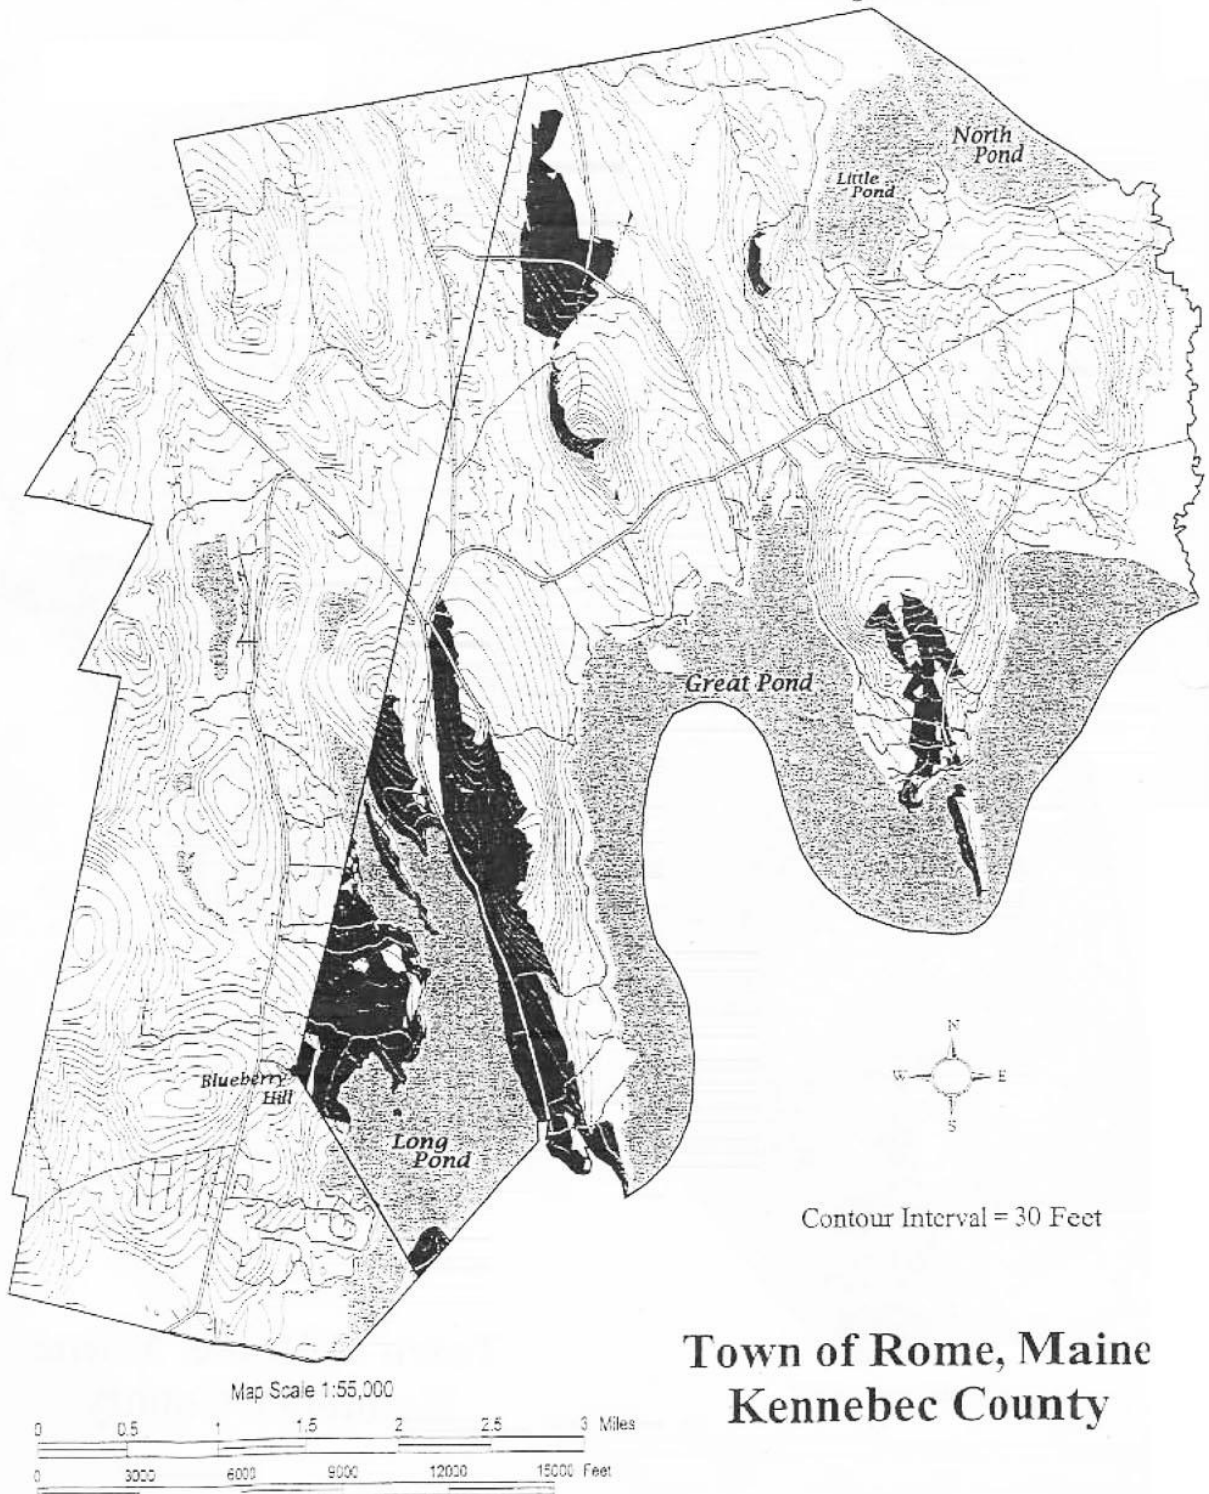 North
Pond
Little
Pond
Great Pond
Blueberry
Hill
Long
Pond
N
W
E
S
Contour Interval = 30 Feet
Town of Rome, Maine
Kennebec County
Map Scale 1:55,000
0 0.5 1 1.5 2 2.5 3 Miles
0 3000 6000 9000 12000 15000 Feet